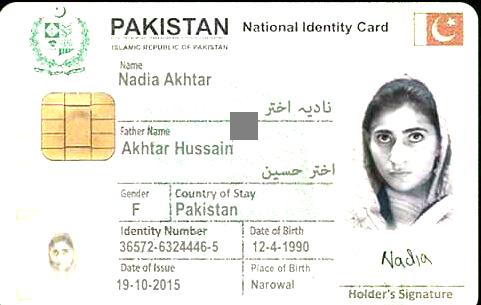 PAKISTAN National Identity Card
ISLAMIC REPUBLIC OF PAKISTAN
Name
Nadia Akhtar
نادیہ اختر
Father Name
Akhtar Hussain
اختر حسین
Gender Country of Stay
F Pakistan
Identity Number Date of Birth
36572-6324446-5 12-4-1990
Date of Issue Place of Birth
19-10-2015 Narowal
Nadia
Holder's Signature